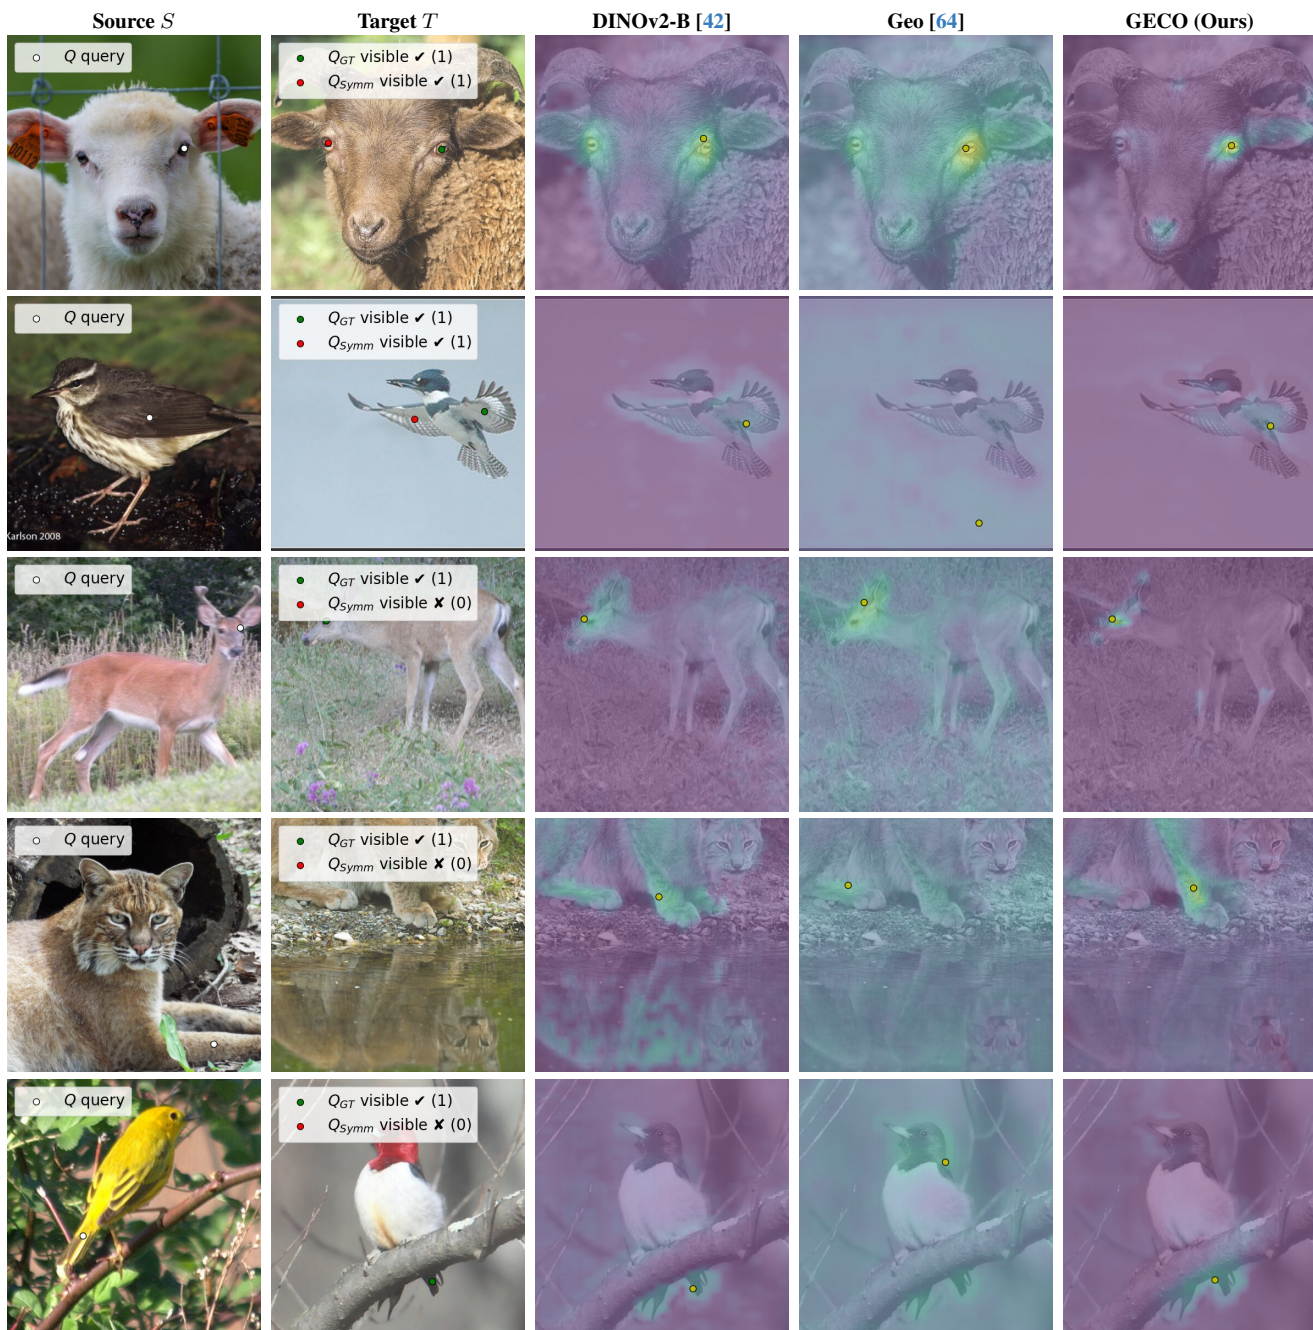 Source S
Target T
DINOv2-B [42]
Geo [64]
GECO (Ours)
Q query
Q_GT visible ✔ (1)
Q_Symm visible ✔ (1)
00112
Q query
Q_GT visible ✔ (1)
Q_Symm visible ✔ (1)
Karlson 2008
Q query
Q_GT visible ✔ (1)
Q_Symm visible ✘ (0)
Q query
Q_GT visible ✔ (1)
Q_Symm visible ✘ (0)
Q query
Q_GT visible ✔ (1)
Q_Symm visible ✘ (0)